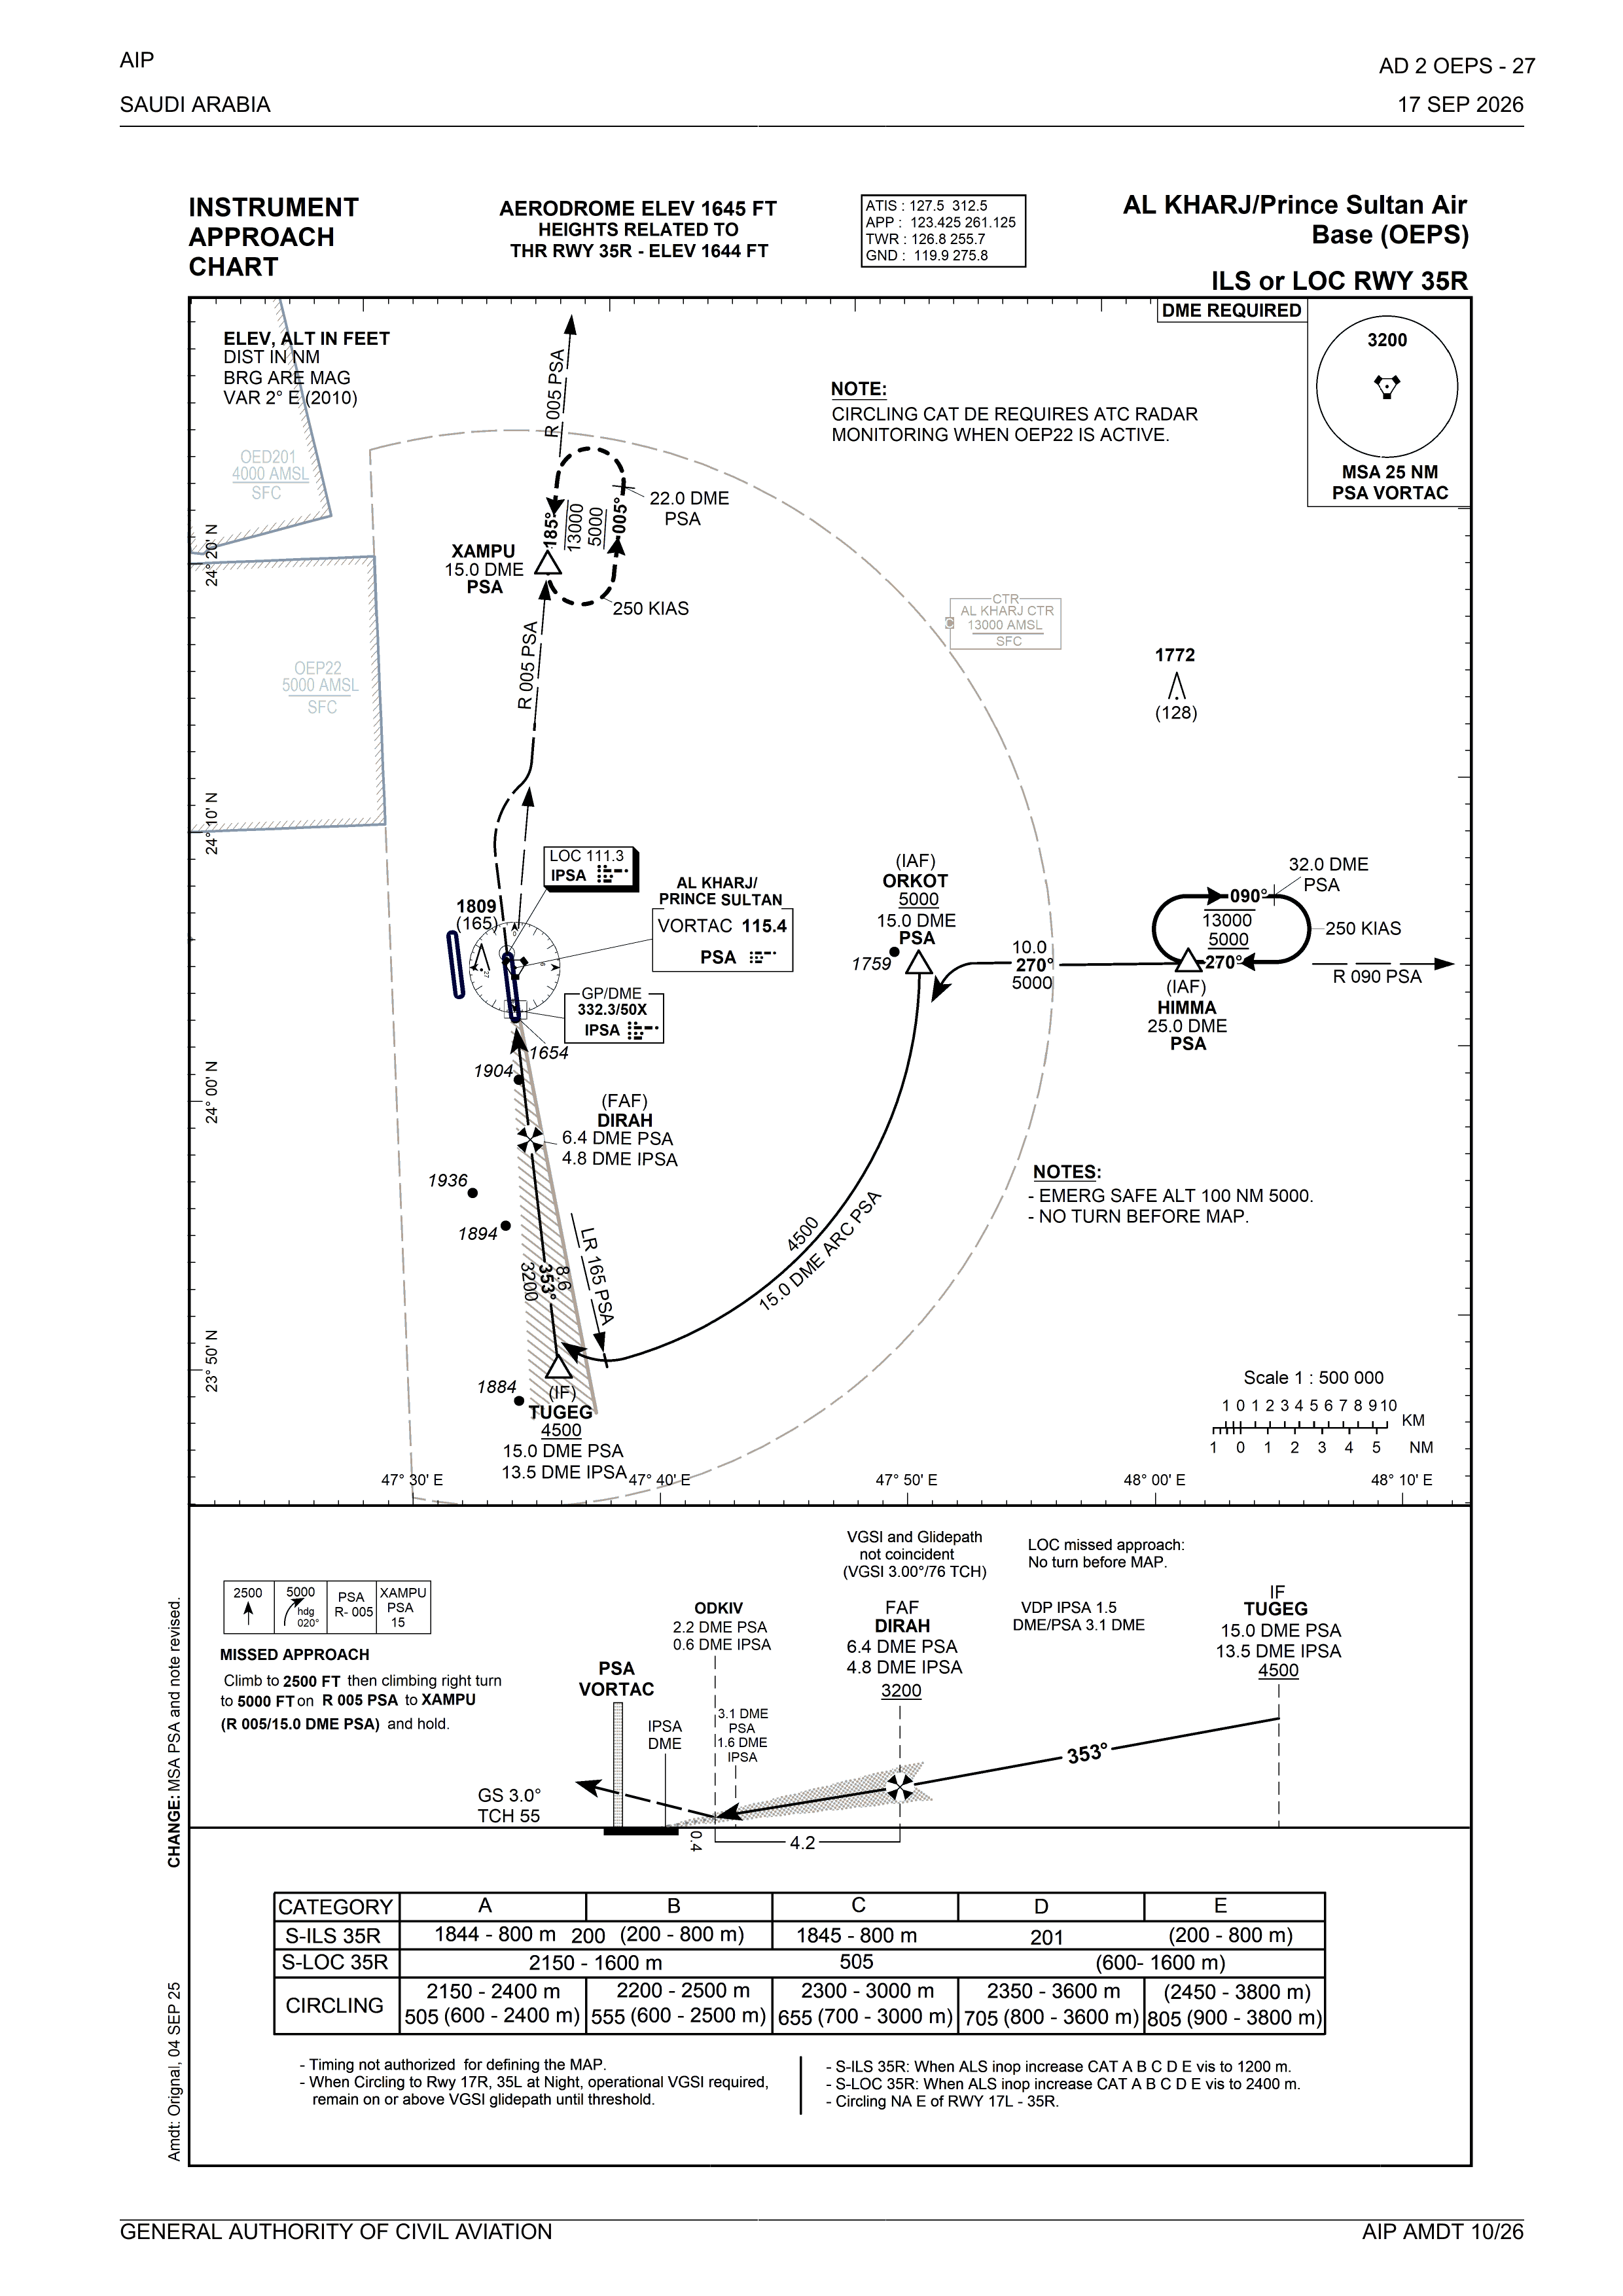 AIP
AD 2 OEPS - 27
SAUDI ARABIA
17 SEP 2026
INSTRUMENT
APPROACH
CHART
AERODROME ELEV 1645 FT
HEIGHTS RELATED TO
THR RWY 35R - ELEV 1644 FT
ATIS : 127.5 312.5
APP : 123.425 261.125
TWR : 126.8 255.7
GND : 119.9 275.8
AL KHARJ/Prince Sultan Air
Base (OEPS)
ILS or LOC RWY 35R
DME REQUIRED
3200
MSA 25 NM
PSA VORTAC
ELEV, ALT IN FEET
DIST IN NM
BRG ARE MAG
VAR 2° E (2010)
NOTE:
CIRCLING CAT DE REQUIRES ATC RADAR
MONITORING WHEN OEP22 IS ACTIVE.
OED201
4000 AMSL
SFC
OEP22
5000 AMSL
SFC
R 005 PSA
22.0 DME
PSA
185°
13000
5000
005°
XAMPU
15.0 DME
PSA
250 KIAS
R 005 PSA
CTR
AL KHARJ CTR
C
13000 AMSL
SFC
1772
(128)
24° 20' N
24° 10' N
24° 00' N
23° 50' N
LOC 111.3
IPSA
AL KHARJ/
PRINCE SULTAN
VORTAC 115.4
PSA
1809
(165)
GP/DME
332.3/50X
IPSA
1654
1904
(IAF)
ORKOT
5000
15.0 DME
PSA
1759
10.0
270°
5000
32.0 DME
PSA
090°
13000
5000
270°
250 KIAS
R 090 PSA
(IAF)
HIMMA
25.0 DME
PSA
(FAF)
DIRAH
6.4 DME PSA
4.8 DME IPSA
1936
1894
NOTES:
- EMERG SAFE ALT 100 NM 5000.
- NO TURN BEFORE MAP.
4500
15.0 DME ARC PSA
LR 165 PSA
8.6
353°
3200
1884
(IF)
TUGEG
4500
15.0 DME PSA
13.5 DME IPSA
Scale 1 : 500 000
1 0 1 2 3 4 5 6 7 8 9 10
KM
1 0 1 2 3 4 5 NM
47° 30' E
47° 40' E
47° 50' E
48° 00' E
48° 10' E
VGSI and Glidepath
not coincident
(VGSI 3.00°/76 TCH)
LOC missed approach:
No turn before MAP.
2500
5000
hdg
020°
PSA
R- 005
XAMPU
PSA
15
MISSED APPROACH
Climb to 2500 FT then climbing right turn
to 5000 FT on R 005 PSA to XAMPU
(R 005/15.0 DME PSA) and hold.
PSA
VORTAC
IPSA
DME
ODKIV
2.2 DME PSA
0.6 DME IPSA
3.1 DME
PSA
1.6 DME
IPSA
FAF
DIRAH
6.4 DME PSA
4.8 DME IPSA
3200
VDP IPSA 1.5
DME/PSA 3.1 DME
IF
TUGEG
15.0 DME PSA
13.5 DME IPSA
4500
353°
GS 3.0°
TCH 55
0.4
4.2
CATEGORY A B C D E
S-ILS 35R 1844 - 800 m 200 (200 - 800 m) 1845 - 800 m 201 (200 - 800 m)
S-LOC 35R 2150 - 1600 m 505 (600- 1600 m)
CIRCLING
2150 - 2400 m 2200 - 2500 m 2300 - 3000 m 2350 - 3600 m (2450 - 3800 m)
505 (600 - 2400 m) 555 (600 - 2500 m) 655 (700 - 3000 m) 705 (800 - 3600 m) 805 (900 - 3800 m)
- Timing not authorized for defining the MAP.
- When Circling to Rwy 17R, 35L at Night, operational VGSI required,
remain on or above VGSI glidepath until threshold.
- S-ILS 35R: When ALS inop increase CAT A B C D E vis to 1200 m.
- S-LOC 35R: When ALS inop increase CAT A B C D E vis to 2400 m.
- Circling NA E of RWY 17L - 35R.
CHANGE: MSA PSA and note revised.
Amdt: Orignal, 04 SEP 25
GENERAL AUTHORITY OF CIVIL AVIATION
AIP AMDT 10/26